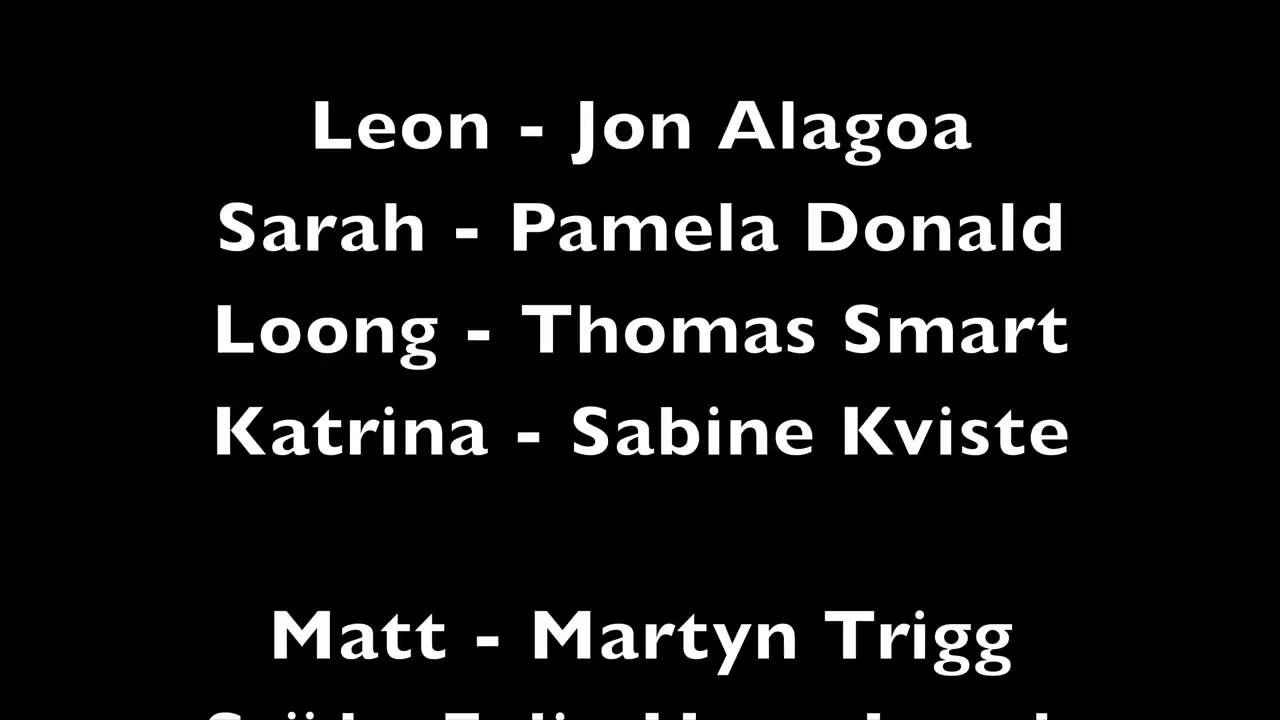 Leon - Jon Alagoa
Sarah - Pamela Donald
Loong - Thomas Smart
Katrina - Sabine Kviste
Matt - Martyn Trigg